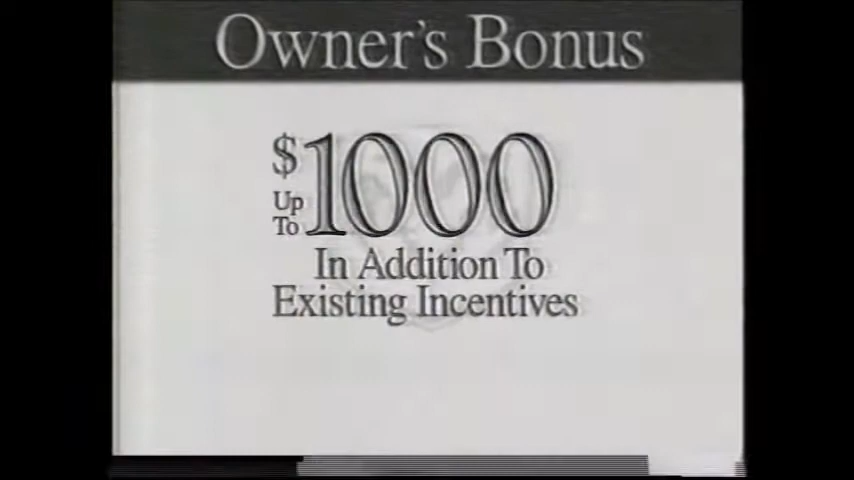 Owner's Bonus
$1000
Up
To
In Addition To
Existing Incentives